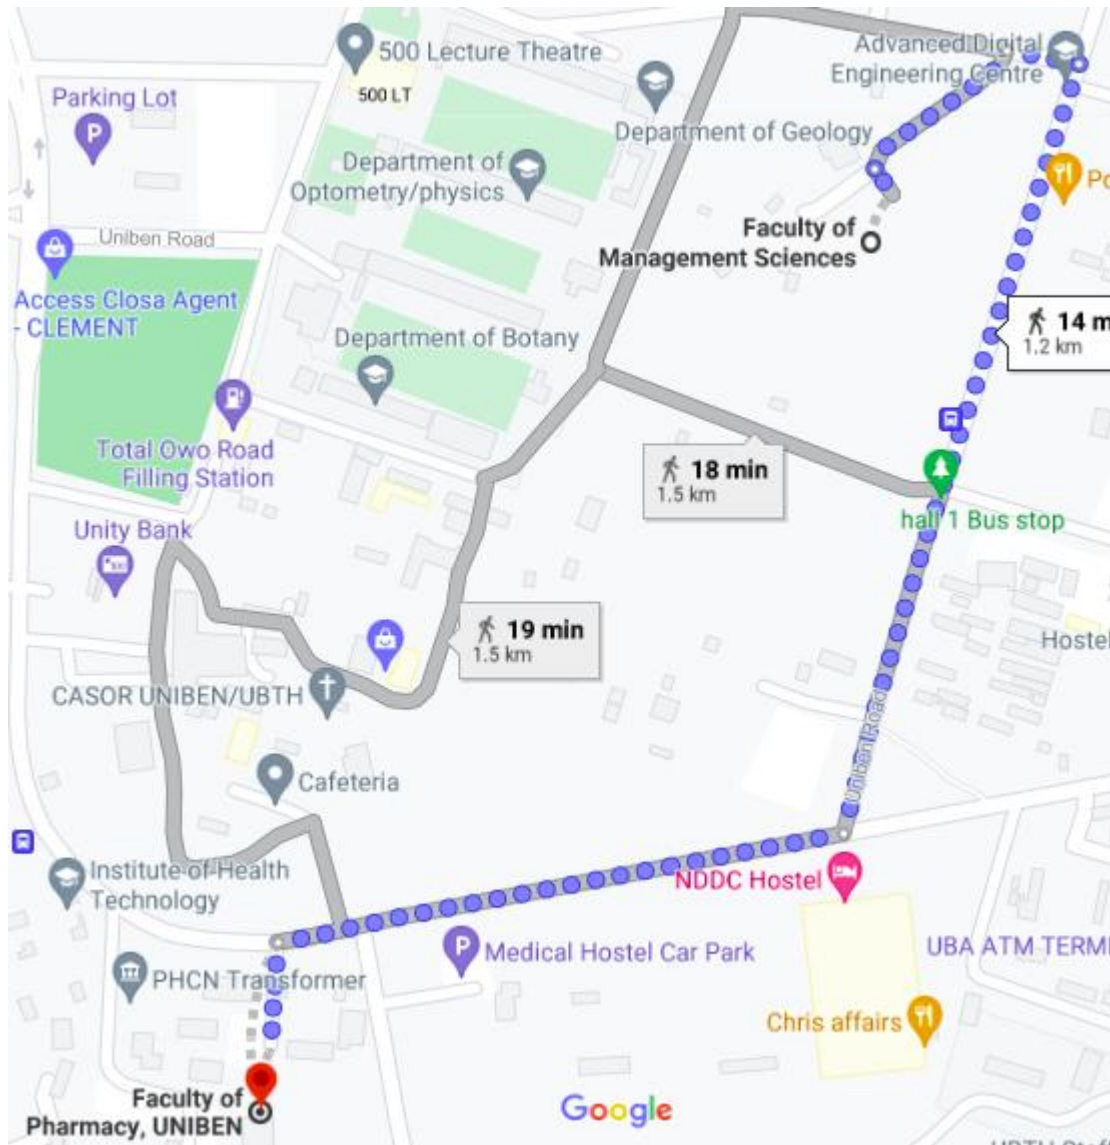 500 Lecture Theatre
500 LT
Advanced Digital
Engineering Centre
Parking Lot
Department of Geology
Department of
Optometry/physics
Uniben Road
Faculty of
Management Sciences
Access Closa Agent
- CLEMENT
14 m
1.2 km
Department of Botany
Total Owo Road
Filling Station
18 min
1.5 km
hall 1 Bus stop
Unity Bank
19 min
1.5 km
Hostel
CASOR UNIBEN/UBTH
Uniben Road
Cafeteria
Institute of Health
Technology
NDDC Hostel
Medical Hostel Car Park
UBA ATM TERMI
PHCN Transformer
Chris affairs
Faculty of
Pharmacy, UNIBEN
Google